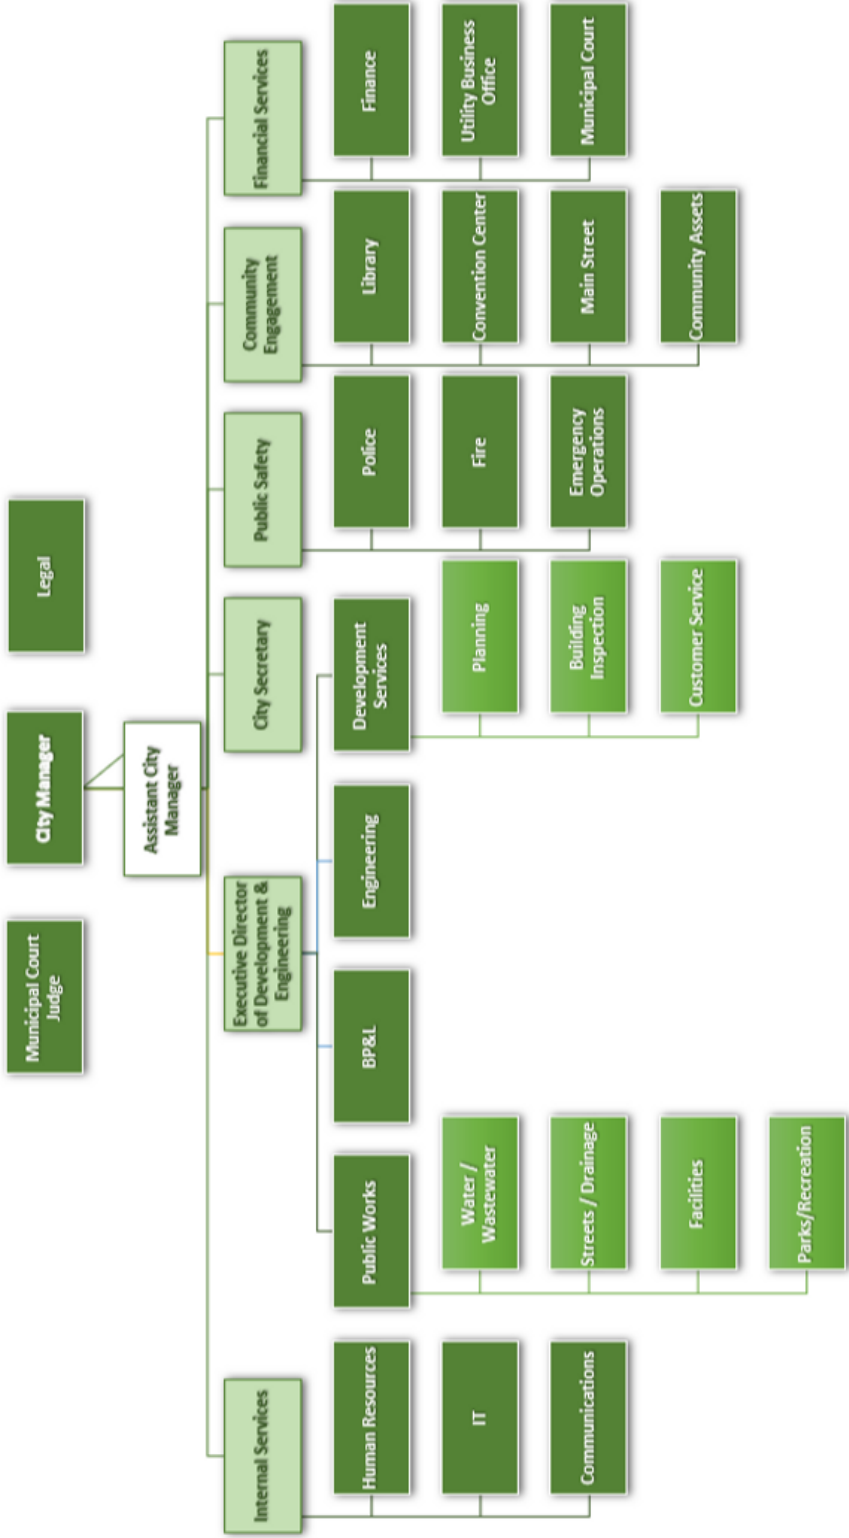 Municipal Court
Judge
City Manager
Legal
Assistant City
Manager
Internal Services
Executive Director
of Development &
Engineering
City Secretary
Public Safety
Community
Engagement
Financial Services
Human Resources
Public Works
BP&L
Engineering
Development
Services
Police
Library
Finance
IT
Water /
Wastewater
Planning
Fire
Convention Center
Utility Business
Office
Communications
Streets / Drainage
Building
Inspection
Emergency
Operations
Main Street
Municipal Court
Facilities
Customer Service
Community Assets
Parks/Recreation